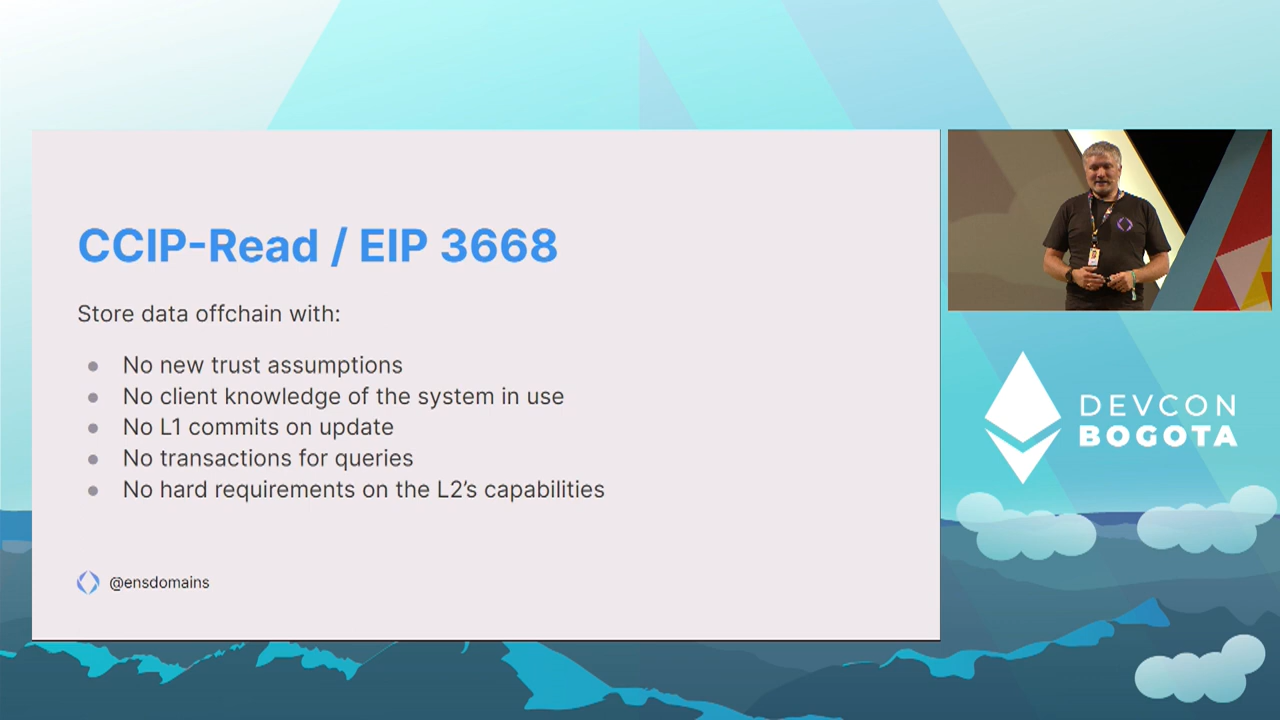 CCIP-Read / EIP 3668
Store data offchain with:
No new trust assumptions
No client knowledge of the system in use
No L1 commits on update
No transactions for queries
No hard requirements on the L2's capabilities
@ensdomains
DEVCON
BOGOTA